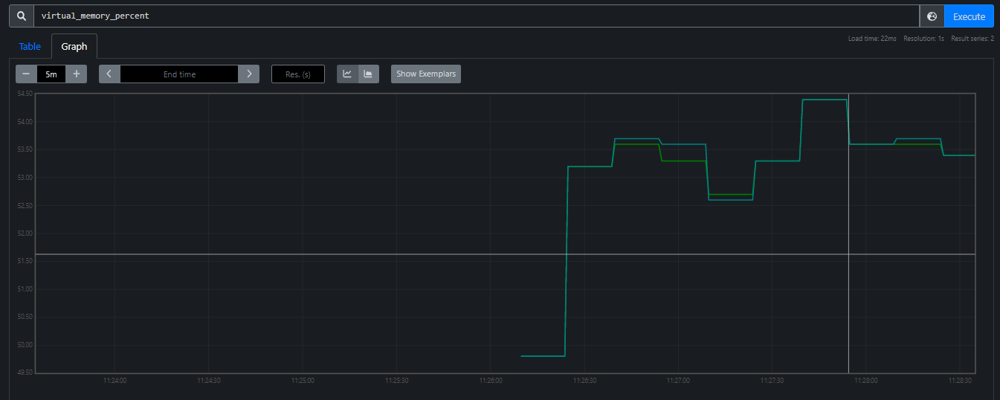 virtual_memory_percent
Execute
Table
Graph
Load time: 22ms Resolution: 1s Result series: 2
5m
End time
Res. (s)
Show Exemplars
54.50
54.00
53.50
53.00
52.50
52.00
51.50
51.00
50.50
50.00
49.50
11:24:00 11:24:30 11:25:00 11:25:30 11:26:00 11:26:30 11:27:00 11:27:30 11:28:00 11:28:30